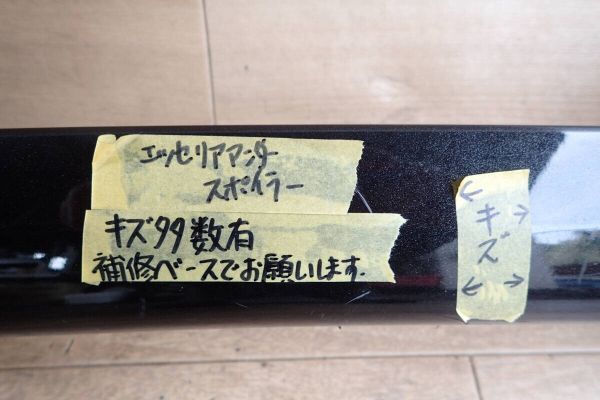 エッセリアアンダー
スポイラー
キズタタ数有
補修ベースでお願いします.
← キズ →
← →